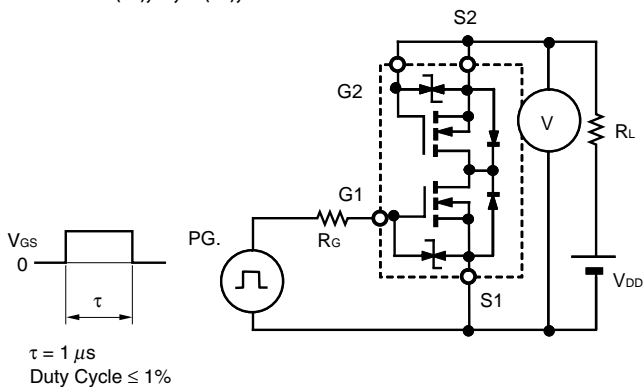 S2
G2
V
RL
G1
RG
PG.
VGS
0
VDD
S1
τ
τ = 1 μs
Duty Cycle ≤ 1%